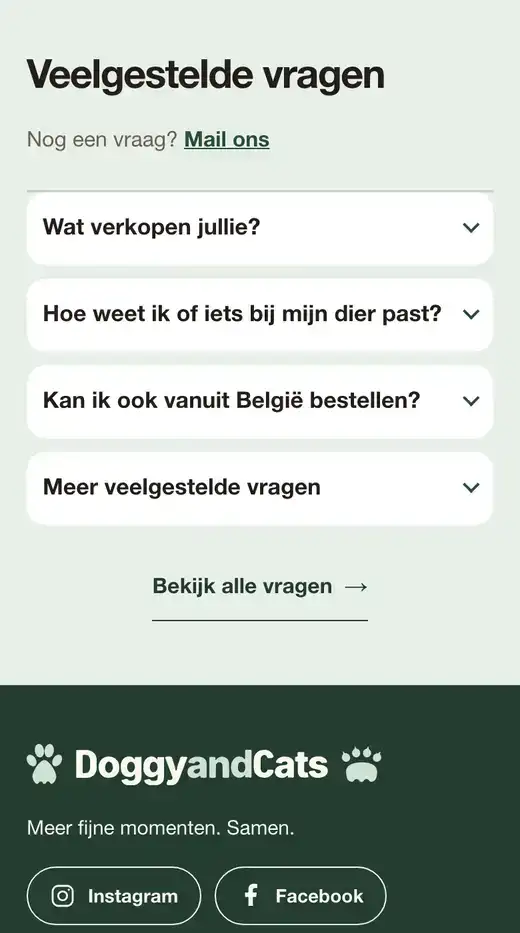 Veelgestelde vragen
Nog een vraag? Mail ons
Wat verkopen jullie?
Hoe weet ik of iets bij mijn dier past?
Kan ik ook vanuit België bestellen?
Meer veelgestelde vragen
Bekijk alle vragen →
DoggyandCats
Meer fijne momenten. Samen.
Instagram
Facebook